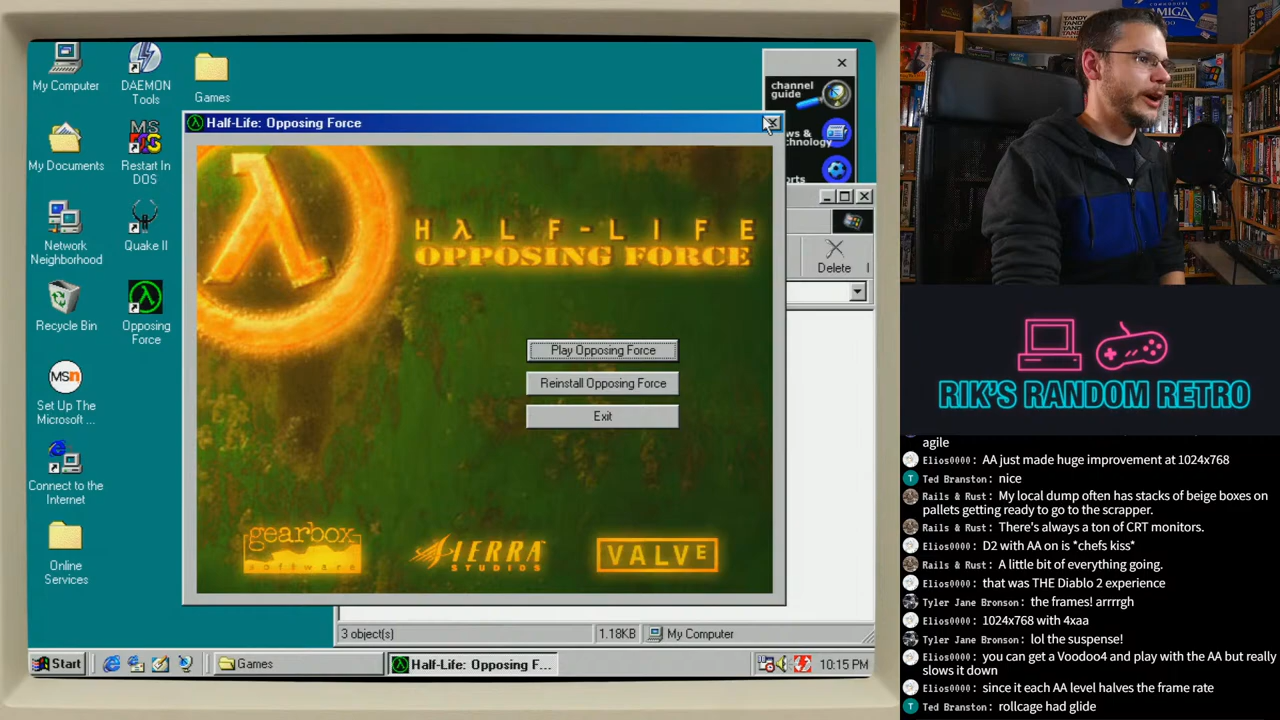 My Computer
DAEMON
Tools
Games
My Documents
MS
Restart In
DOS
Network
Neighborhood
Quake II
Recycle Bin
Opposing
Force
msn
Set Up The
Microsoft ...
Connect to the
Internet
Online
Services
channel
guide
Half-Life: Opposing Force
HλLF-LIFE
OPPOSING FORCE
Delete
Play Opposing Force
Reinstall Opposing Force
Exit
gearbox
software
SIERRA
STUDIOS
VALVE
3 object(s)
1.18KB
My Computer
Start
Games
Half-Life: Opposing F...
10:15 PM
AMIGA
RIK'S RANDOM RETRO
agile
Elios0000: AA just made huge improvement at 1024x768
Ted Branston: nice
Rails & Rust: My local dump often has stacks of beige boxes on
pallets getting ready to go to the scrapper.
Rails & Rust: There's always a ton of CRT monitors.
Elios0000: D2 with AA on is *chefs kiss*
Rails & Rust: A little bit of everything going.
Elios0000: that was THE Diablo 2 experience
Tyler Jane Bronson: the frames! arrrrgh
Elios0000: 1024x768 with 4xaa
Tyler Jane Bronson: lol the suspense!
Elios0000: you can get a Voodoo4 and play with the AA but really
slows it down
Elios0000: since it each AA level halves the frame rate
Ted Branston: rollcage had glide